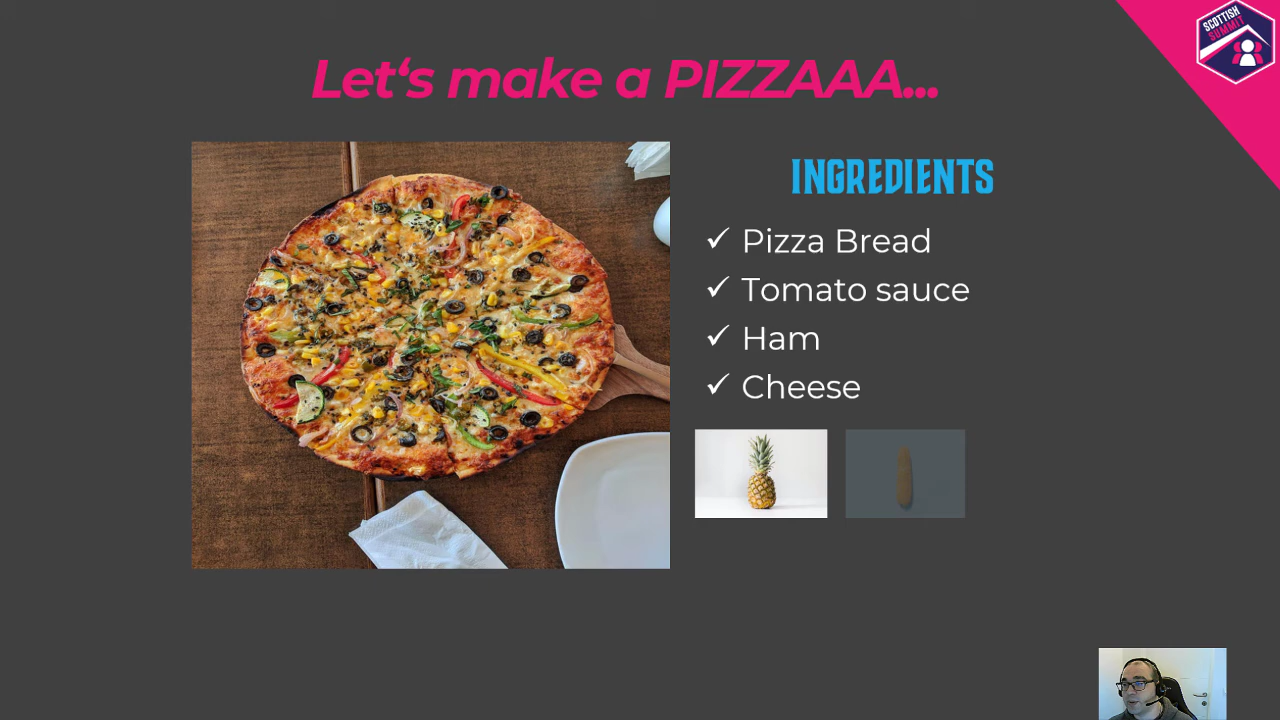 SCOTTISH
SUMMIT
Let‘s make a PIZZAAA...
INGREDIENTS
✓ Pizza Bread
✓ Tomato sauce
✓ Ham
✓ Cheese